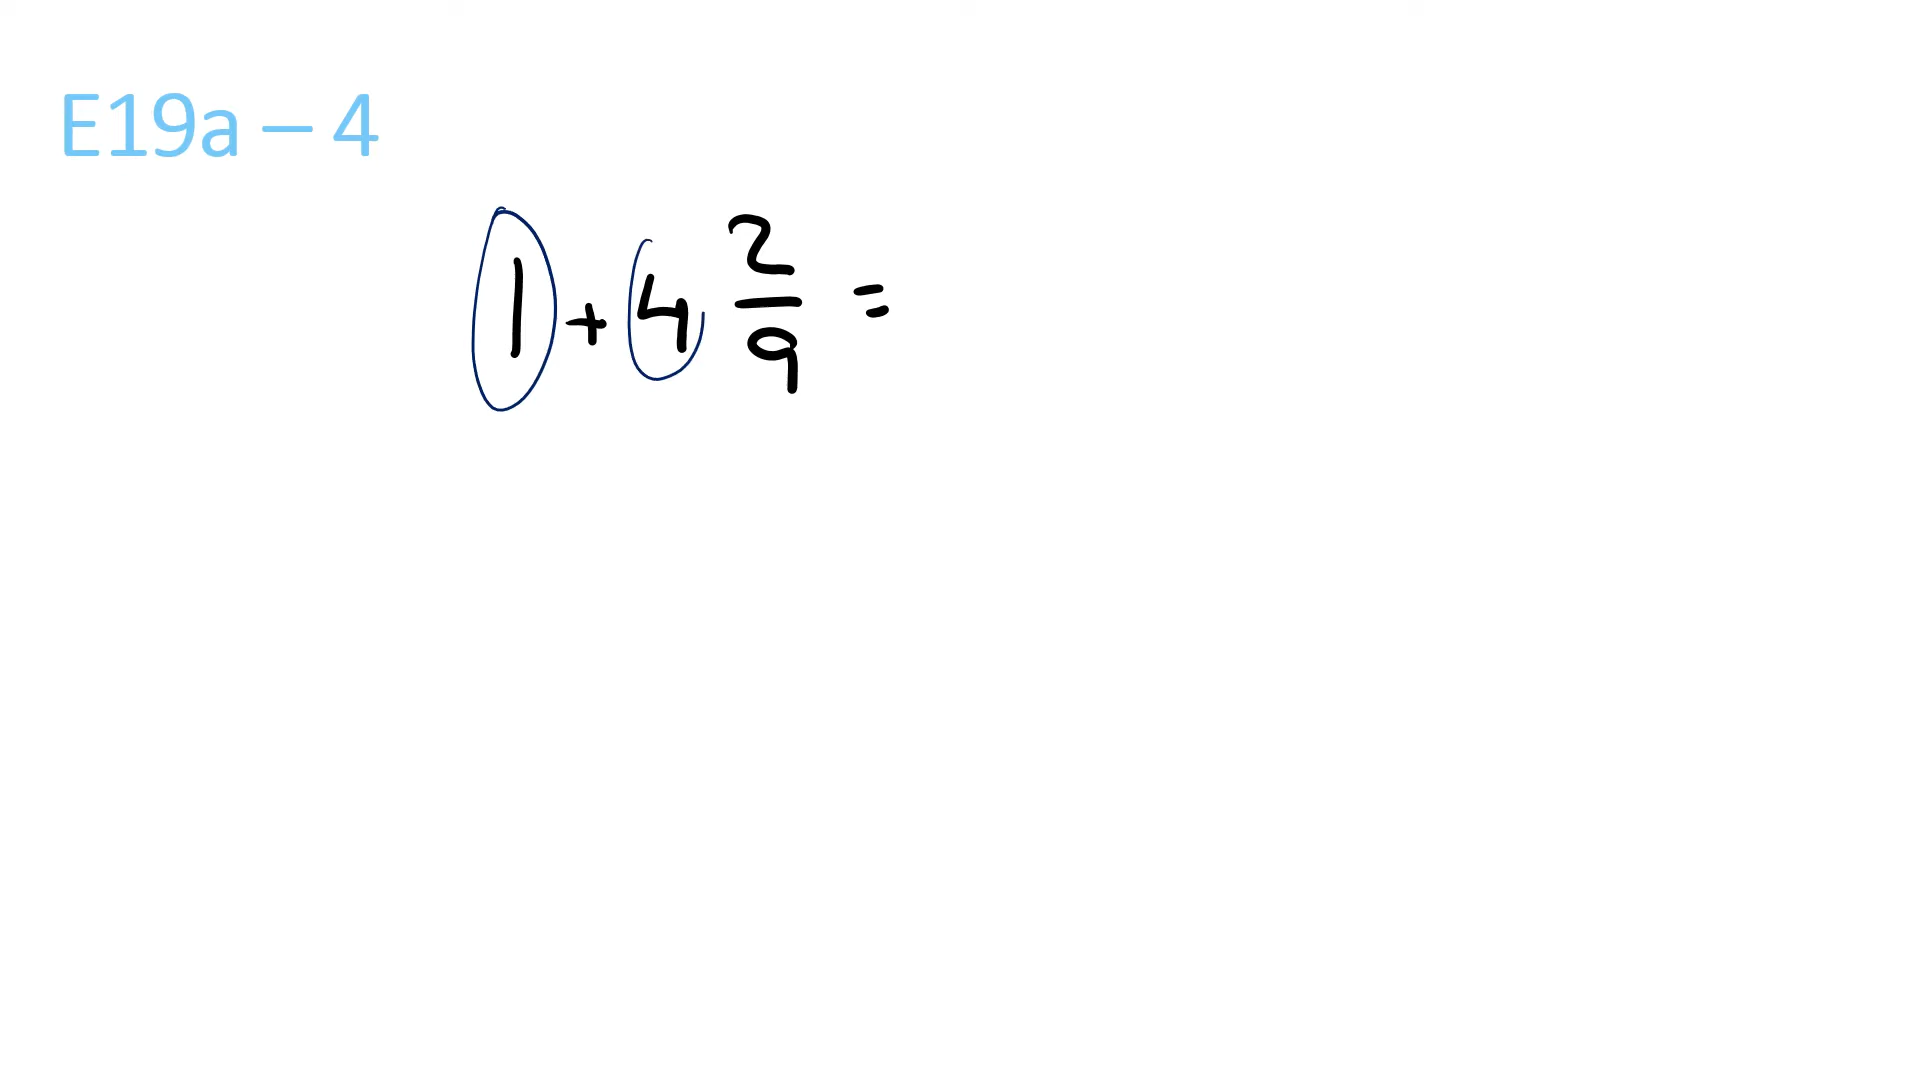 E19a – 4
1 + 4 2/9 =